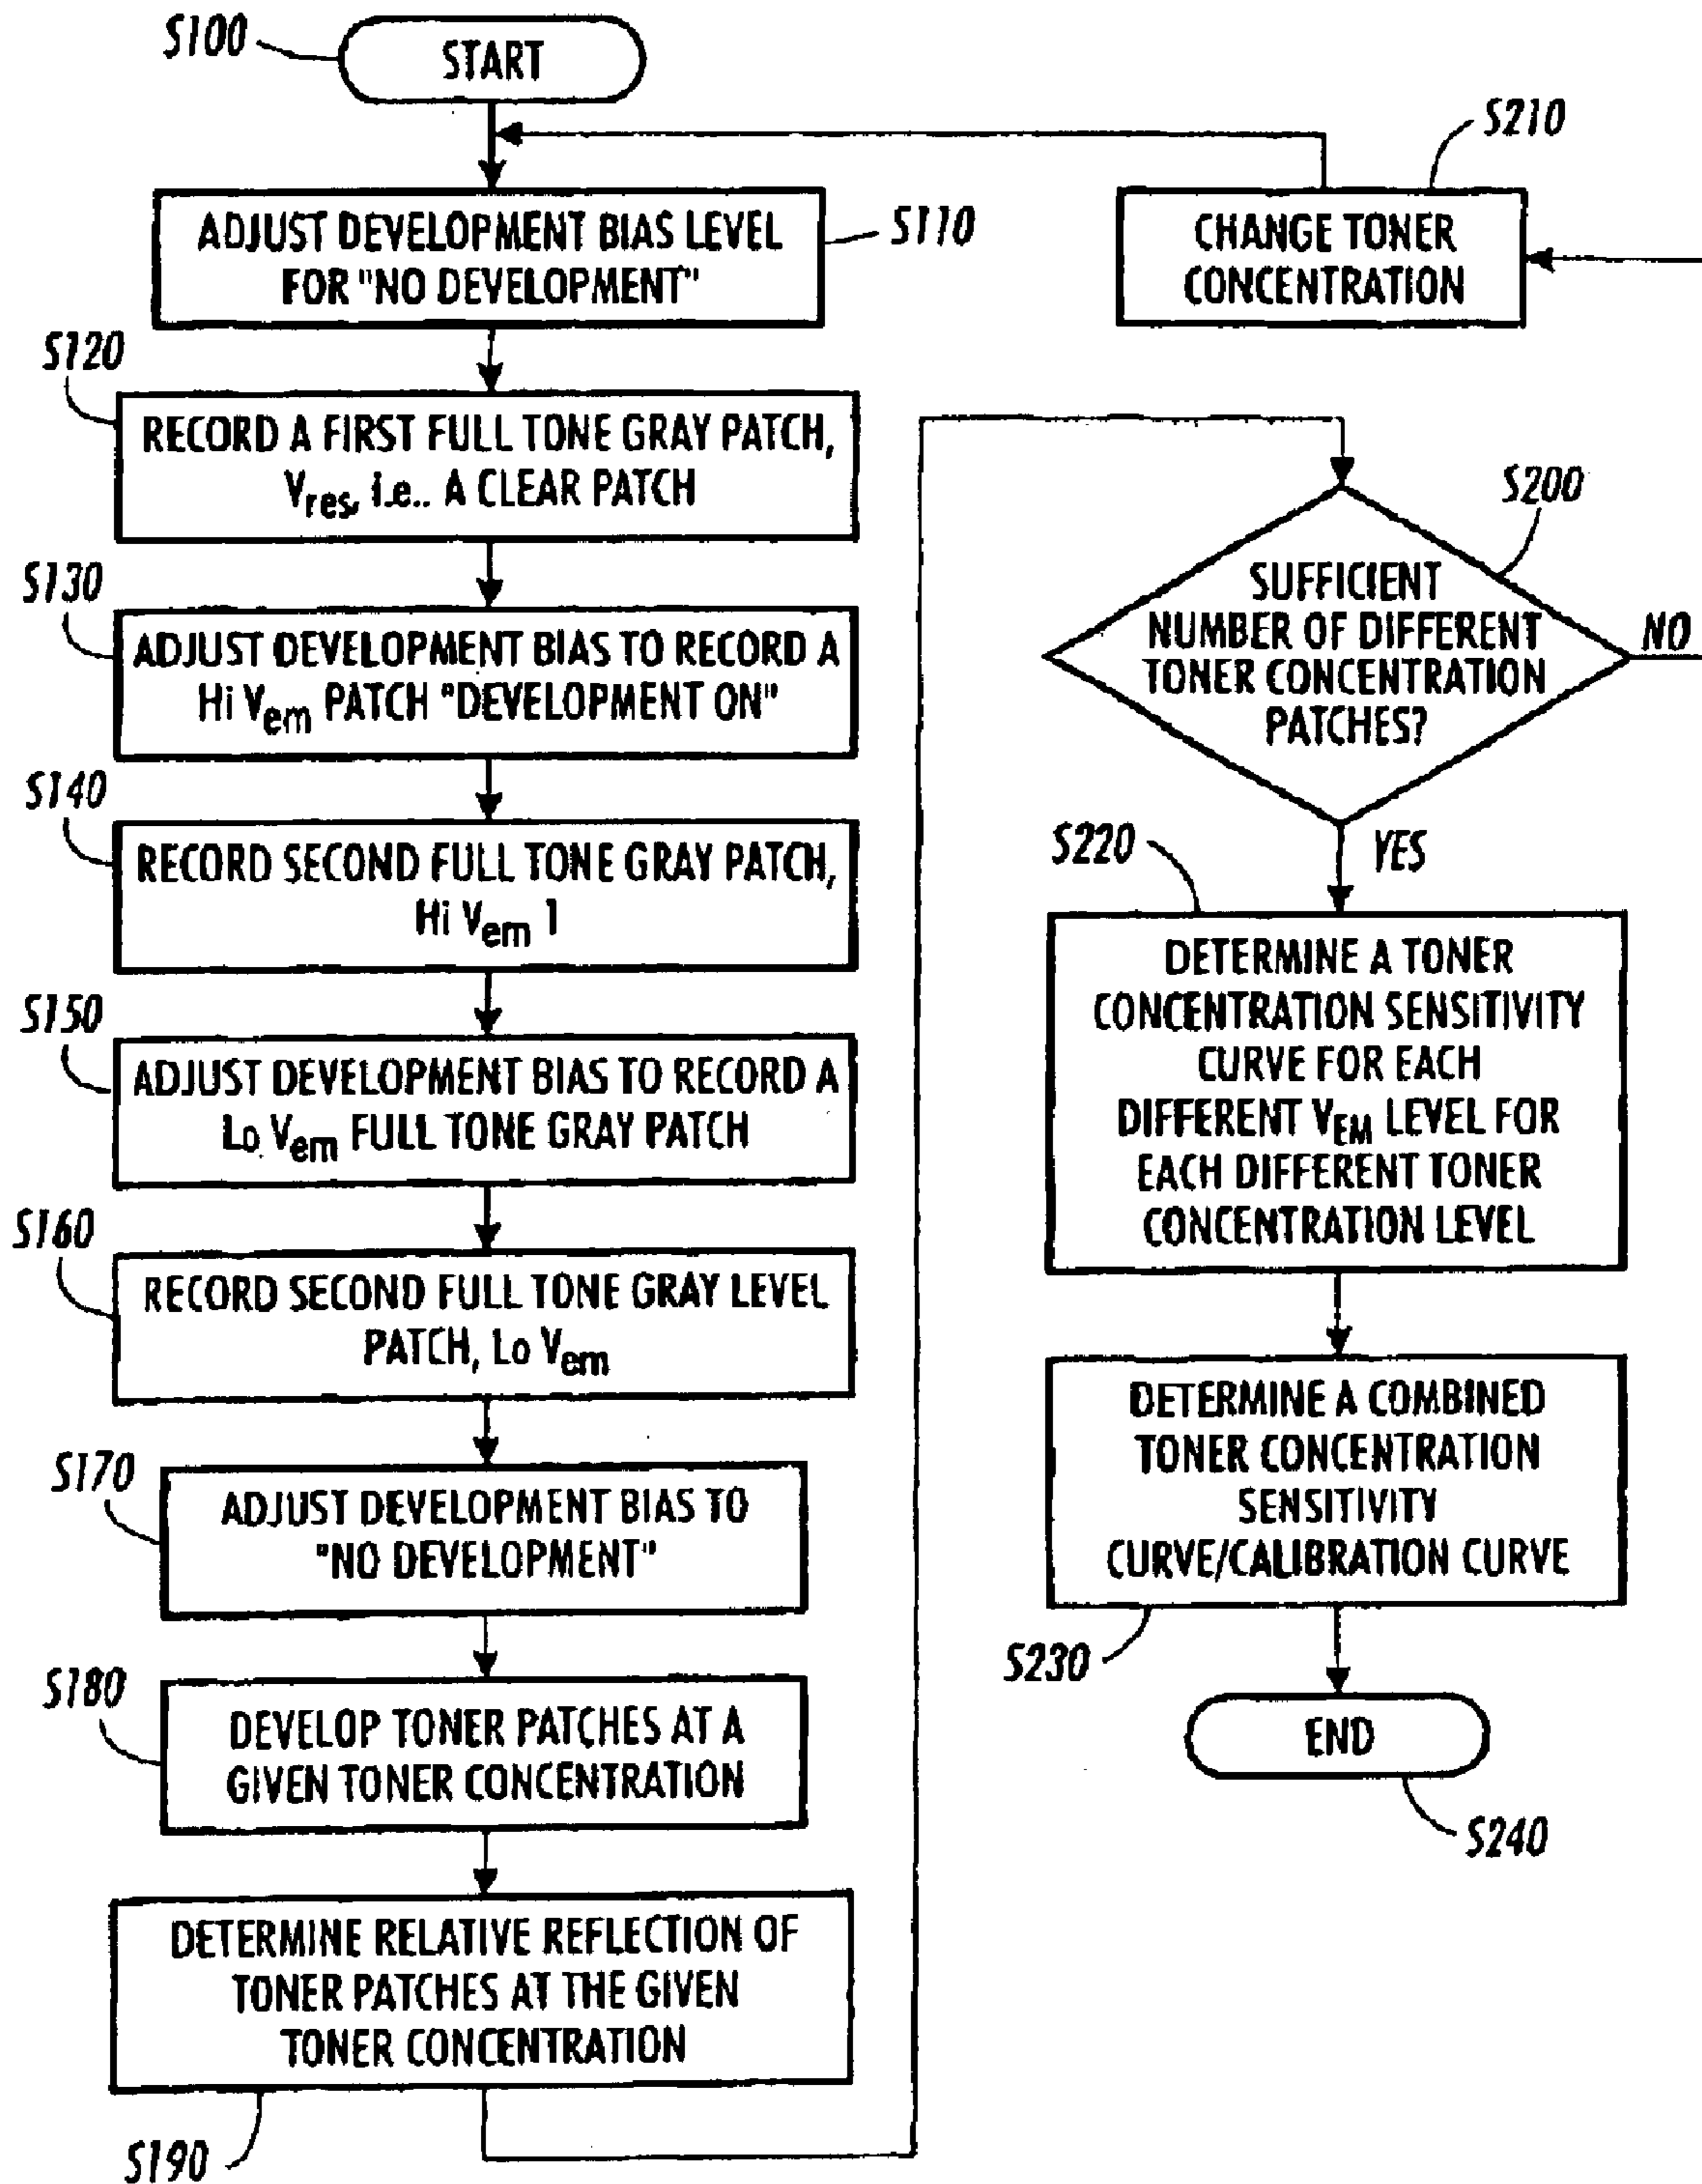 S100
START
ADJUST DEVELOPMENT BIAS LEVEL
FOR "NO DEVELOPMENT"
S110
S120
RECORD A FIRST FULL TONE GRAY PATCH,
Vres, i.e.. A CLEAR PATCH
S130
ADJUST DEVELOPMENT BIAS TO RECORD A
Hi Vem PATCH "DEVELOPMENT ON"
S140
RECORD SECOND FULL TONE GRAY PATCH,
Hi Vem 1
S150
ADJUST DEVELOPMENT BIAS TO RECORD A
Lo Vem FULL TONE GRAY PATCH
S160
RECORD SECOND FULL TONE GRAY LEVEL
PATCH, Lo Vem
S170
ADJUST DEVELOPMENT BIAS TO
"NO DEVELOPMENT"
S180
DEVELOP TONER PATCHES AT A
GIVEN TONER CONCENTRATION
DETERMINE RELATIVE REFLECTION OF
TONER PATCHES AT THE GIVEN
TONER CONCENTRATION
S190
S210
CHANGE TONER
CONCENTRATION
S200
SUFFICIENT
NUMBER OF DIFFERENT
TONER CONCENTRATION
PATCHES?
NO
YES
S220
DETERMINE A TONER
CONCENTRATION SENSITIVITY
CURVE FOR EACH
DIFFERENT VEM LEVEL FOR
EACH DIFFERENT TONER
CONCENTRATION LEVEL
DETERMINE A COMBINED
TONER CONCENTRATION
SENSITIVITY
CURVE/CALIBRATION CURVE
S230
END
S240